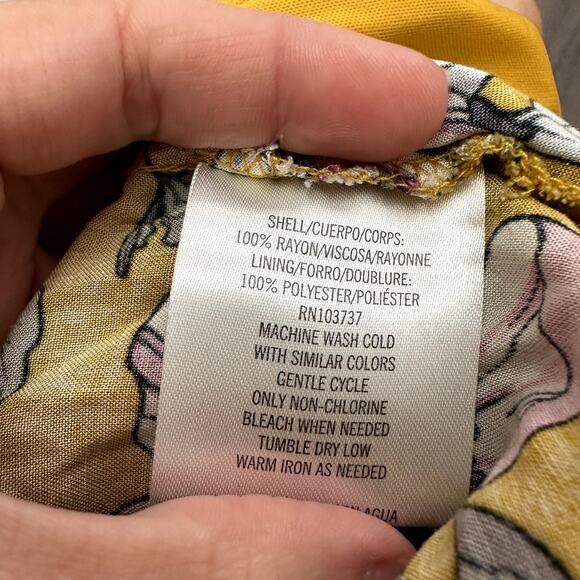 SHELL/CUERPO/CORPS:
100% RAYON/VISCOSA/RAYONNE
LINING/FORRO/DOUBLURE:
100% POLYESTER/POLIÉSTER
RN103737
MACHINE WASH COLD
WITH SIMILAR COLORS
GENTLE CYCLE
ONLY NON-CHLORINE
BLEACH WHEN NEEDED
TUMBLE DRY LOW
WARM IRON AS NEEDED
AGUA